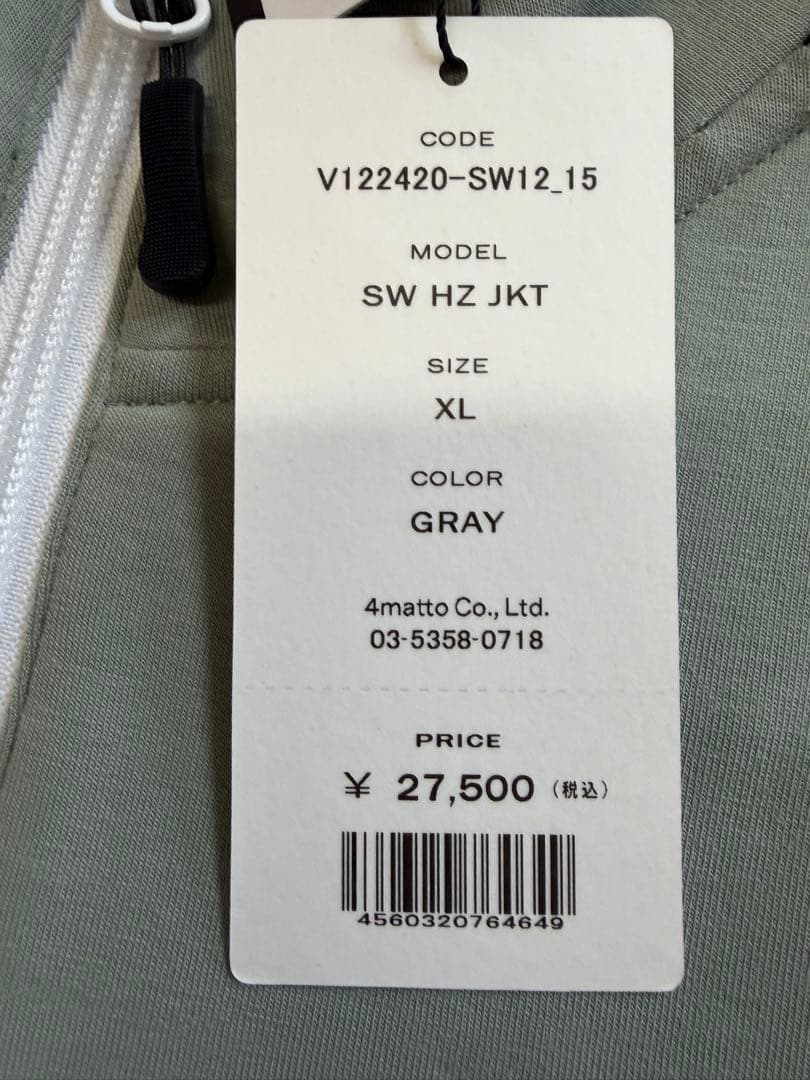 CODE
V122420-SW12_15
MODEL
SW HZ JKT
SIZE
XL
COLOR
GRAY
4matto Co., Ltd.
03-5358-0718
PRICE
¥ 27,500 (税込)
4560320764649